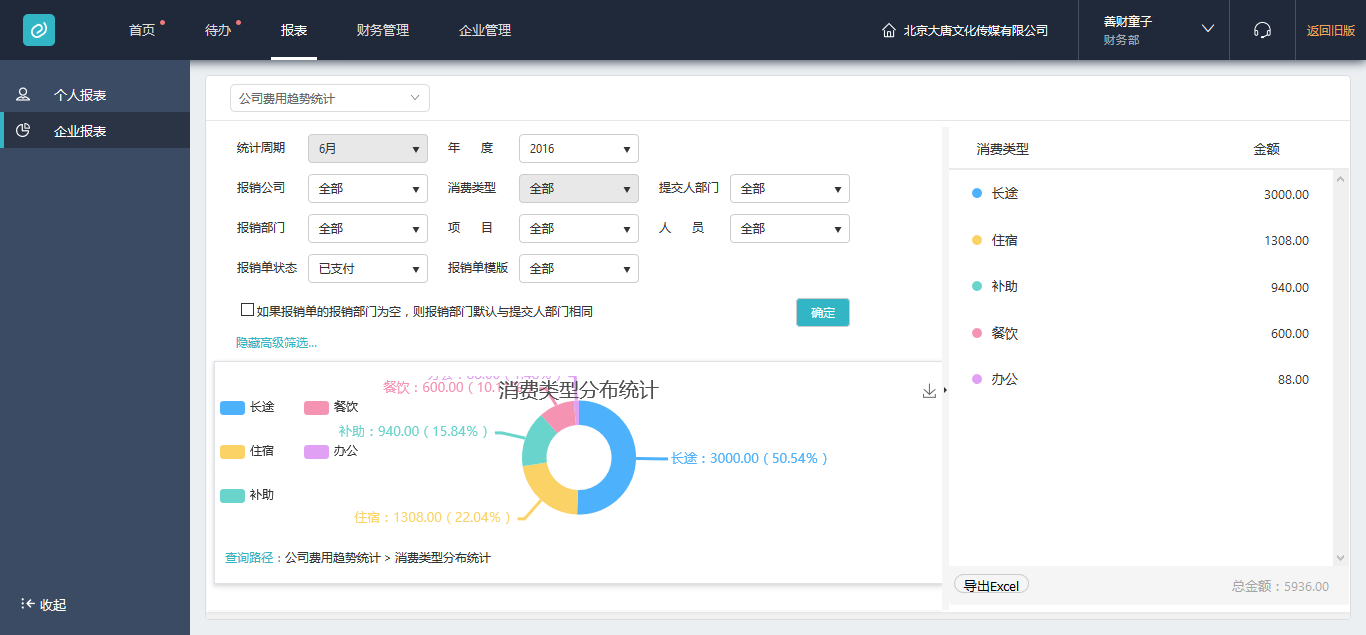 首页 待办 报表 财务管理 企业管理 北京大唐文化传媒有限公司 善财童子 返回旧版
财务部
个人报表
企业报表
收起
公司费用趋势统计
统计周期 6月 年 度 2016
报销公司 全部 消费类型 全部 提交人部门 全部
报销部门 全部 项 目 全部 人 员 全部
报销单状态 已支付 报销单模版 全部
如果报销单的报销部门为空，则报销部门默认与提交人部门相同 确定
隐藏高级筛选...
消费类型分布统计
长途 餐饮
住宿 办公
补助
餐饮：600.00 ( 10.1
补助：940.00 ( 15.84% )
长途：3000.00 ( 50.54% )
住宿：1308.00 ( 22.04% )
查询路径：公司费用趋势统计 > 消费类型分布统计
消费类型 金额
长途 3000.00
住宿 1308.00
补助 940.00
餐饮 600.00
办公 88.00
导出Excel 总金额：5936.00